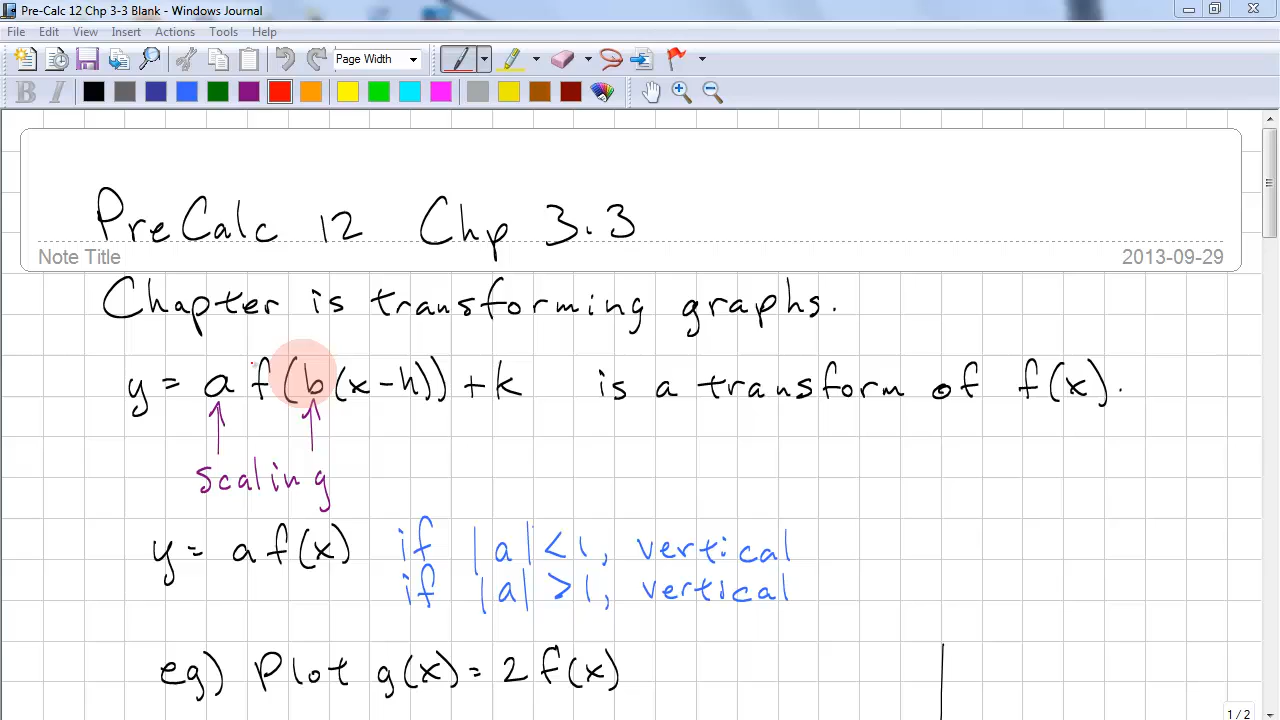 Pre-Calc 12 Chp 3-3 Blank - Windows Journal
File Edit View Insert Actions Tools Help
Page Width
B I
PreCalc 12 Chp 3.3
Note Title 2013-09-29
Chapter is transforming graphs.
y = a f(b(x-h)) + k is a transform of f(x).
scaling
y = a f(x) if |a| < 1, vertical
if |a| > 1, vertical
eg) Plot g(x) = 2 f(x)
1 / 2